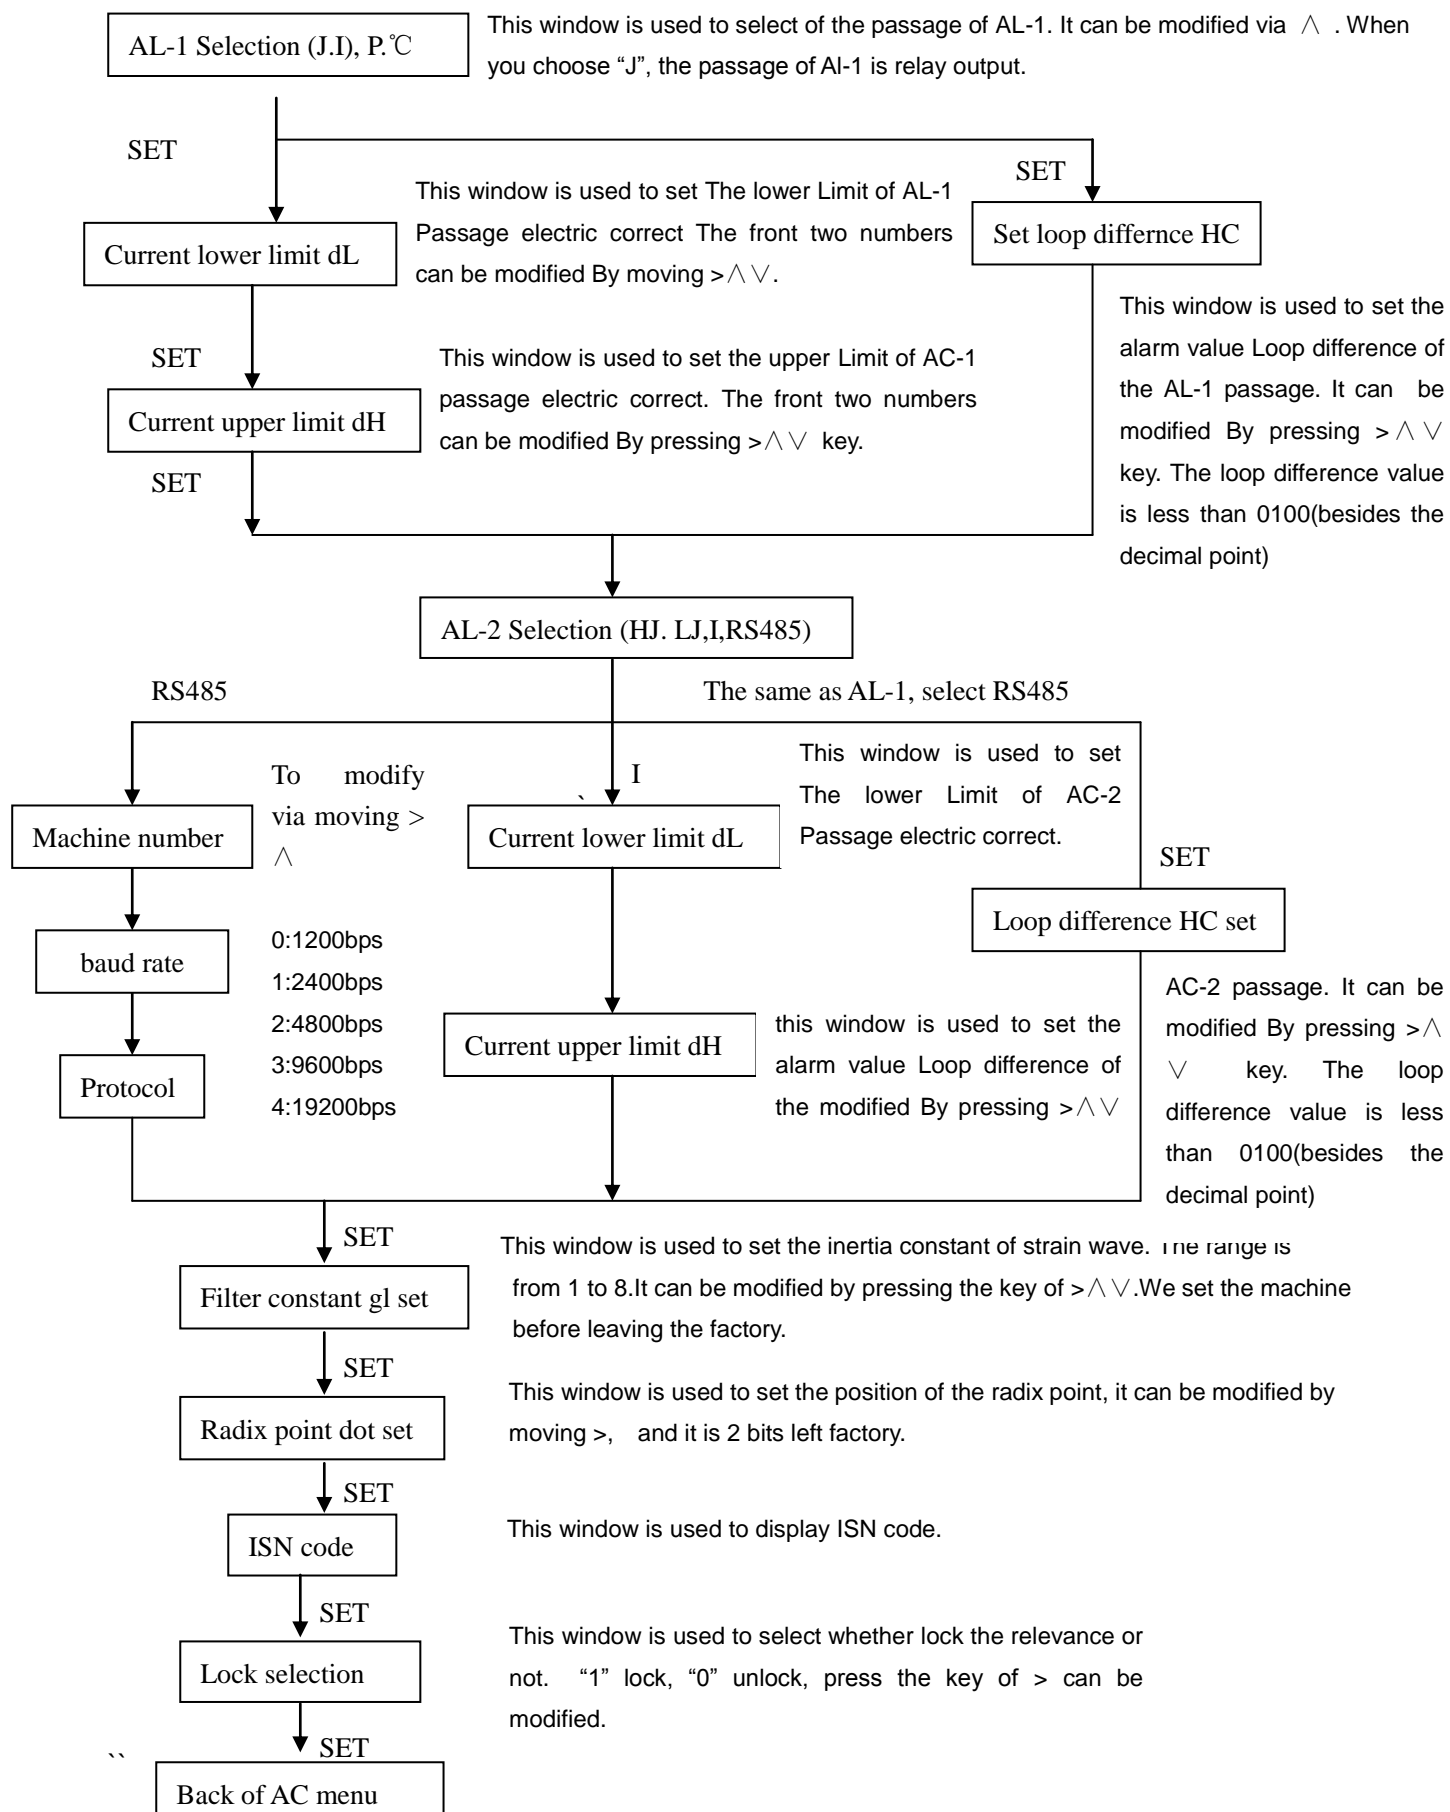 AL-1 Selection (J.I), P.℃
This window is used to select of the passage of AL-1. It can be modified via ∧ . When
you choose “J”, the passage of Al-1 is relay output.
SET
SET
This window is used to set The lower Limit of AL-1
Passage electric correct The front two numbers
can be modified By moving >∧∨.
Current lower limit dL
Set loop differnce HC
This window is used to set the
alarm value Loop difference of
the AL-1 passage. It can be
modified By pressing >∧∨
key. The loop difference value
is less than 0100(besides the
decimal point)
SET
This window is used to set the upper Limit of AC-1
passage electric correct. The front two numbers
can be modified By pressing >∧∨ key.
Current upper limit dH
SET
AL-2 Selection (HJ. LJ,I,RS485)
RS485
The same as AL-1, select RS485
To modify
via moving >
∧
I
`
This window is used to set
The lower Limit of AC-2
Passage electric correct.
Machine number
Current lower limit dL
SET
Loop difference HC set
baud rate
0:1200bps
1:2400bps
2:4800bps
3:9600bps
4:19200bps
AC-2 passage. It can be
modified By pressing >∧
∨ key. The loop
difference value is less
than 0100(besides the
decimal point)
Current upper limit dH
this window is used to set the
alarm value Loop difference of
the modified By pressing >∧∨
Protocol
SET
This window is used to set the inertia constant of strain wave. The range is
from 1 to 8.It can be modified by pressing the key of >∧∨.We set the machine
before leaving the factory.
Filter constant gl set
SET
This window is used to set the position of the radix point, it can be modified by
moving >, and it is 2 bits left factory.
Radix point dot set
SET
This window is used to display ISN code.
ISN code
SET
This window is used to select whether lock the relevance or
not. “1” lock, “0” unlock, press the key of > can be
modified.
Lock selection
SET
``
Back of AC menu